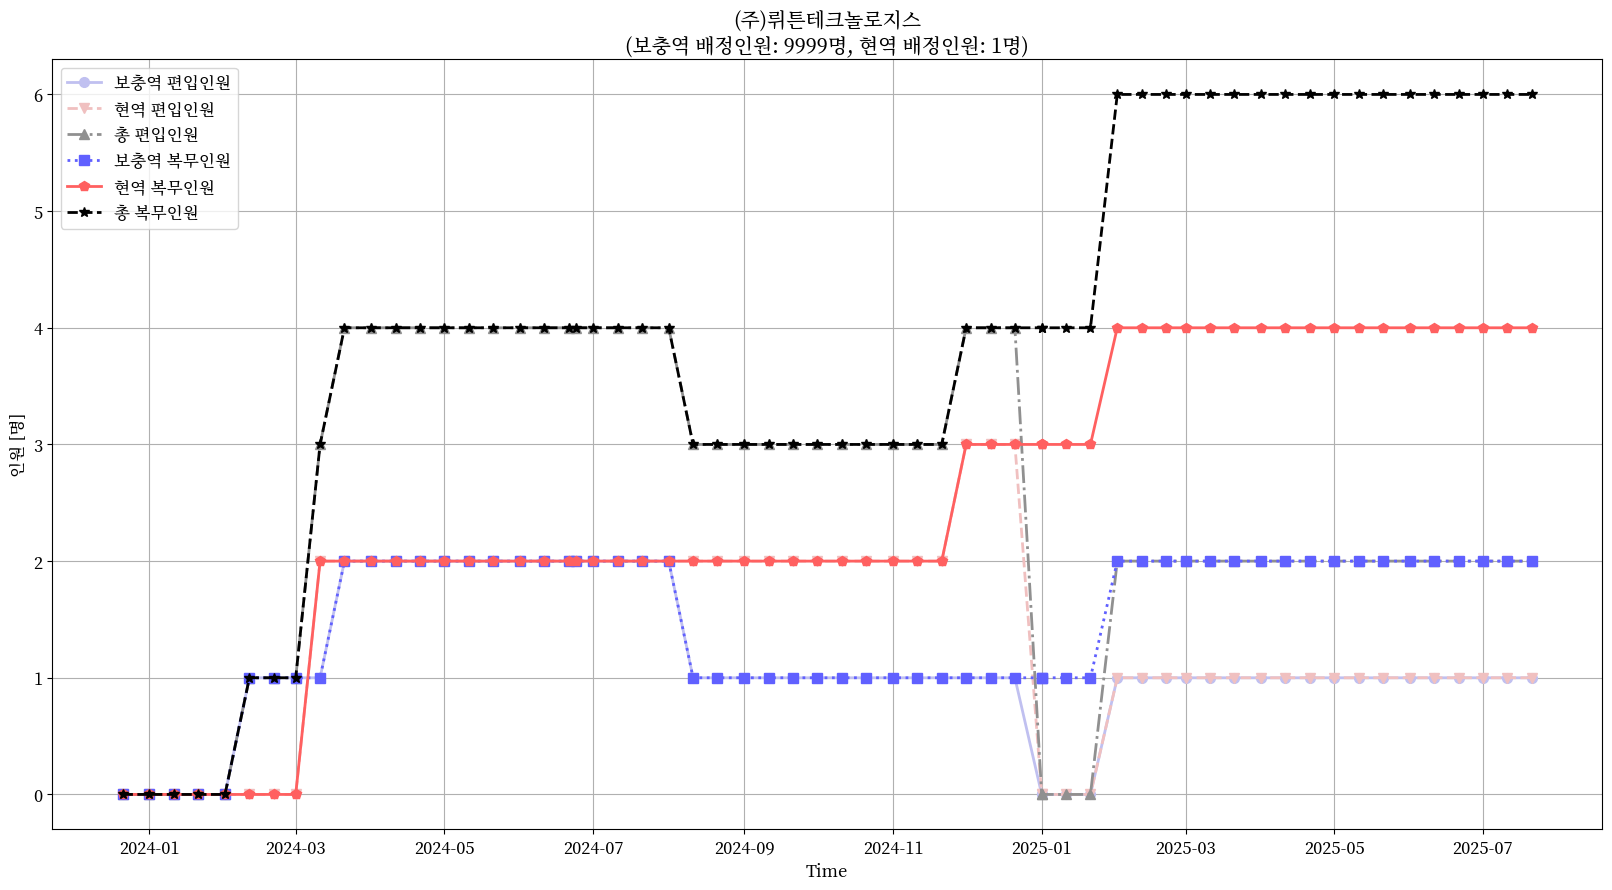 (주)뤼튼테크놀로지스
(보충역 배정인원: 9999명, 현역 배정인원: 1명)
보충역 편입인원
현역 편입인원
총 편입인원
보충역 복무인원
현역 복무인원
총 복무인원
인원 [명]
6
5
4
3
2
1
0
2024-01
2024-03
2024-05
2024-07
2024-09
2024-11
2025-01
2025-03
2025-05
2025-07
Time